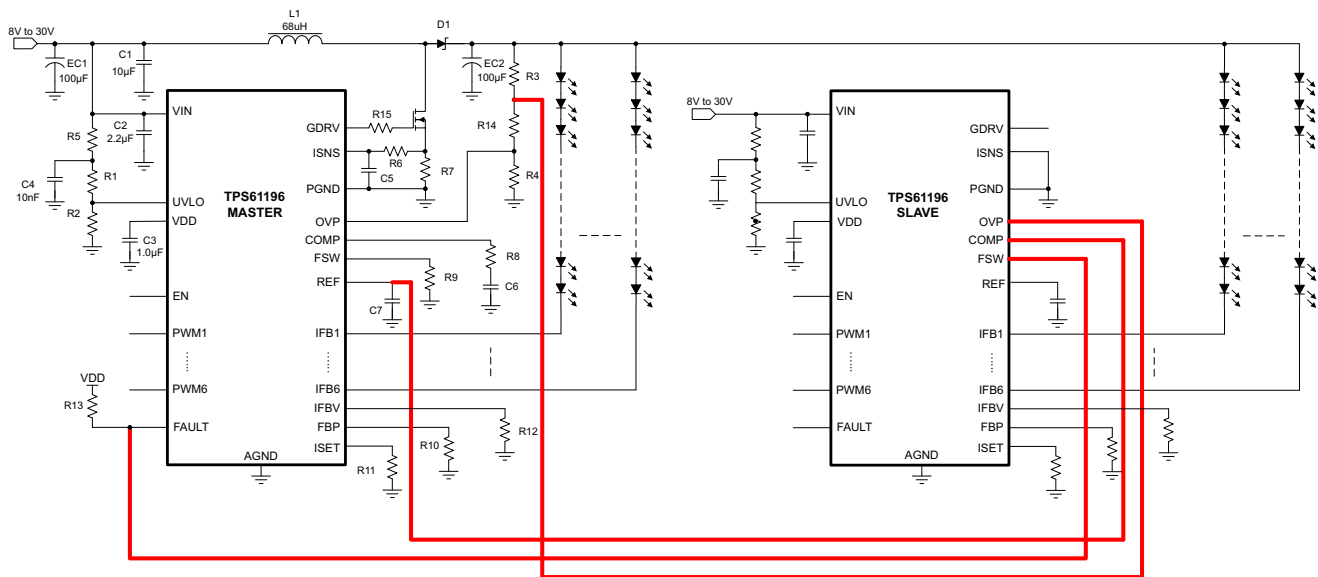 8V to 30V
L1
68uH
D1
EC1
100µF
C1
10µF
EC2
100µF
R3
R5
C2
2.2µF
C4
10nF
R1
R2
C3
1.0µF
VIN
UVLO
VDD
EN
PWM1
PWM6
FAULT
TPS61196
MASTER
AGND
GDRV
ISNS
PGND
OVP
COMP
FSW
REF
IFB1
IFB6
IFBV
FBP
ISET
R15
R6
C5
R7
R14
R4
R8
R9
C6
C7
VDD
R13
R12
R10
R11
8V to 30V
VIN
UVLO
VDD
EN
PWM1
PWM6
FAULT
TPS61196
SLAVE
AGND
GDRV
ISNS
PGND
OVP
COMP
FSW
REF
IFB1
IFB6
IFBV
FBP
ISET